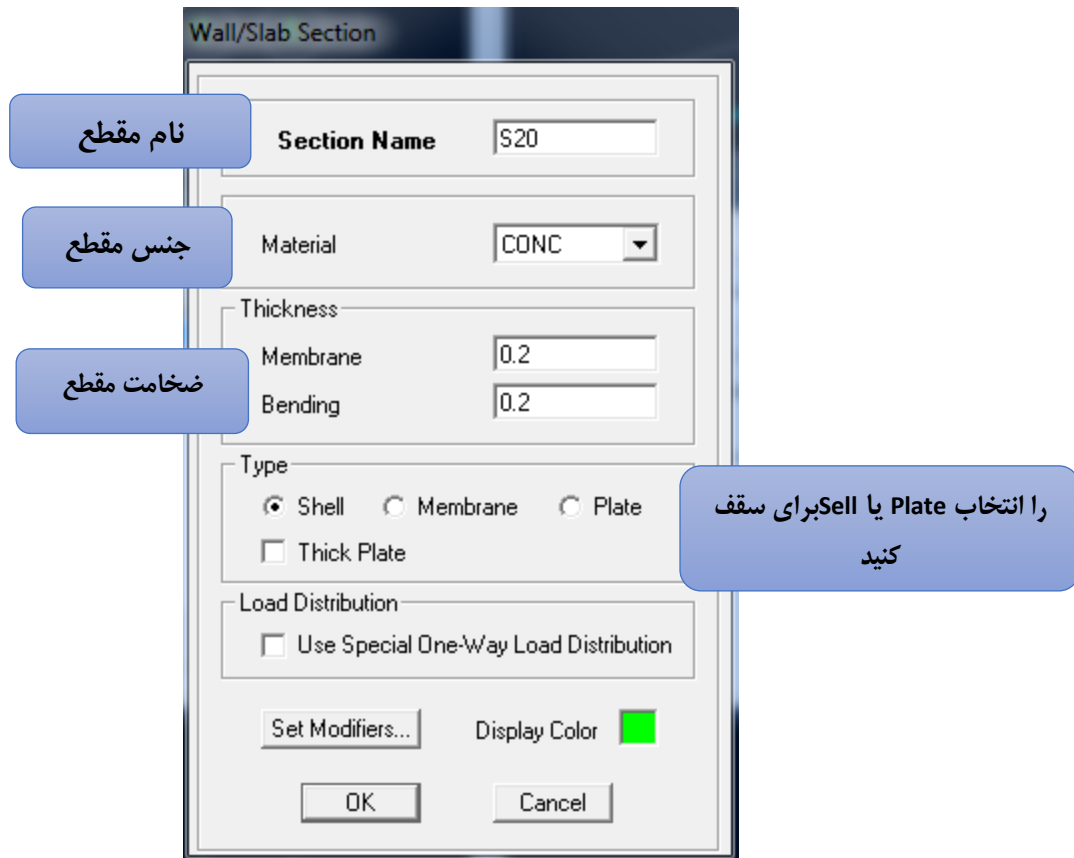 Wall/Slab Section
نام مقطع
Section Name
S20
جنس مقطع
Material
CONC
Thickness
ضخامت مقطع
Membrane
0.2
Bending
0.2
Type
Shell
Membrane
Plate
Thick Plate
را انتخاب Plate یا Sellبرای سقف
کنید
Load Distribution
Use Special One-Way Load Distribution
Set Modifiers...
Display Color
OK
Cancel